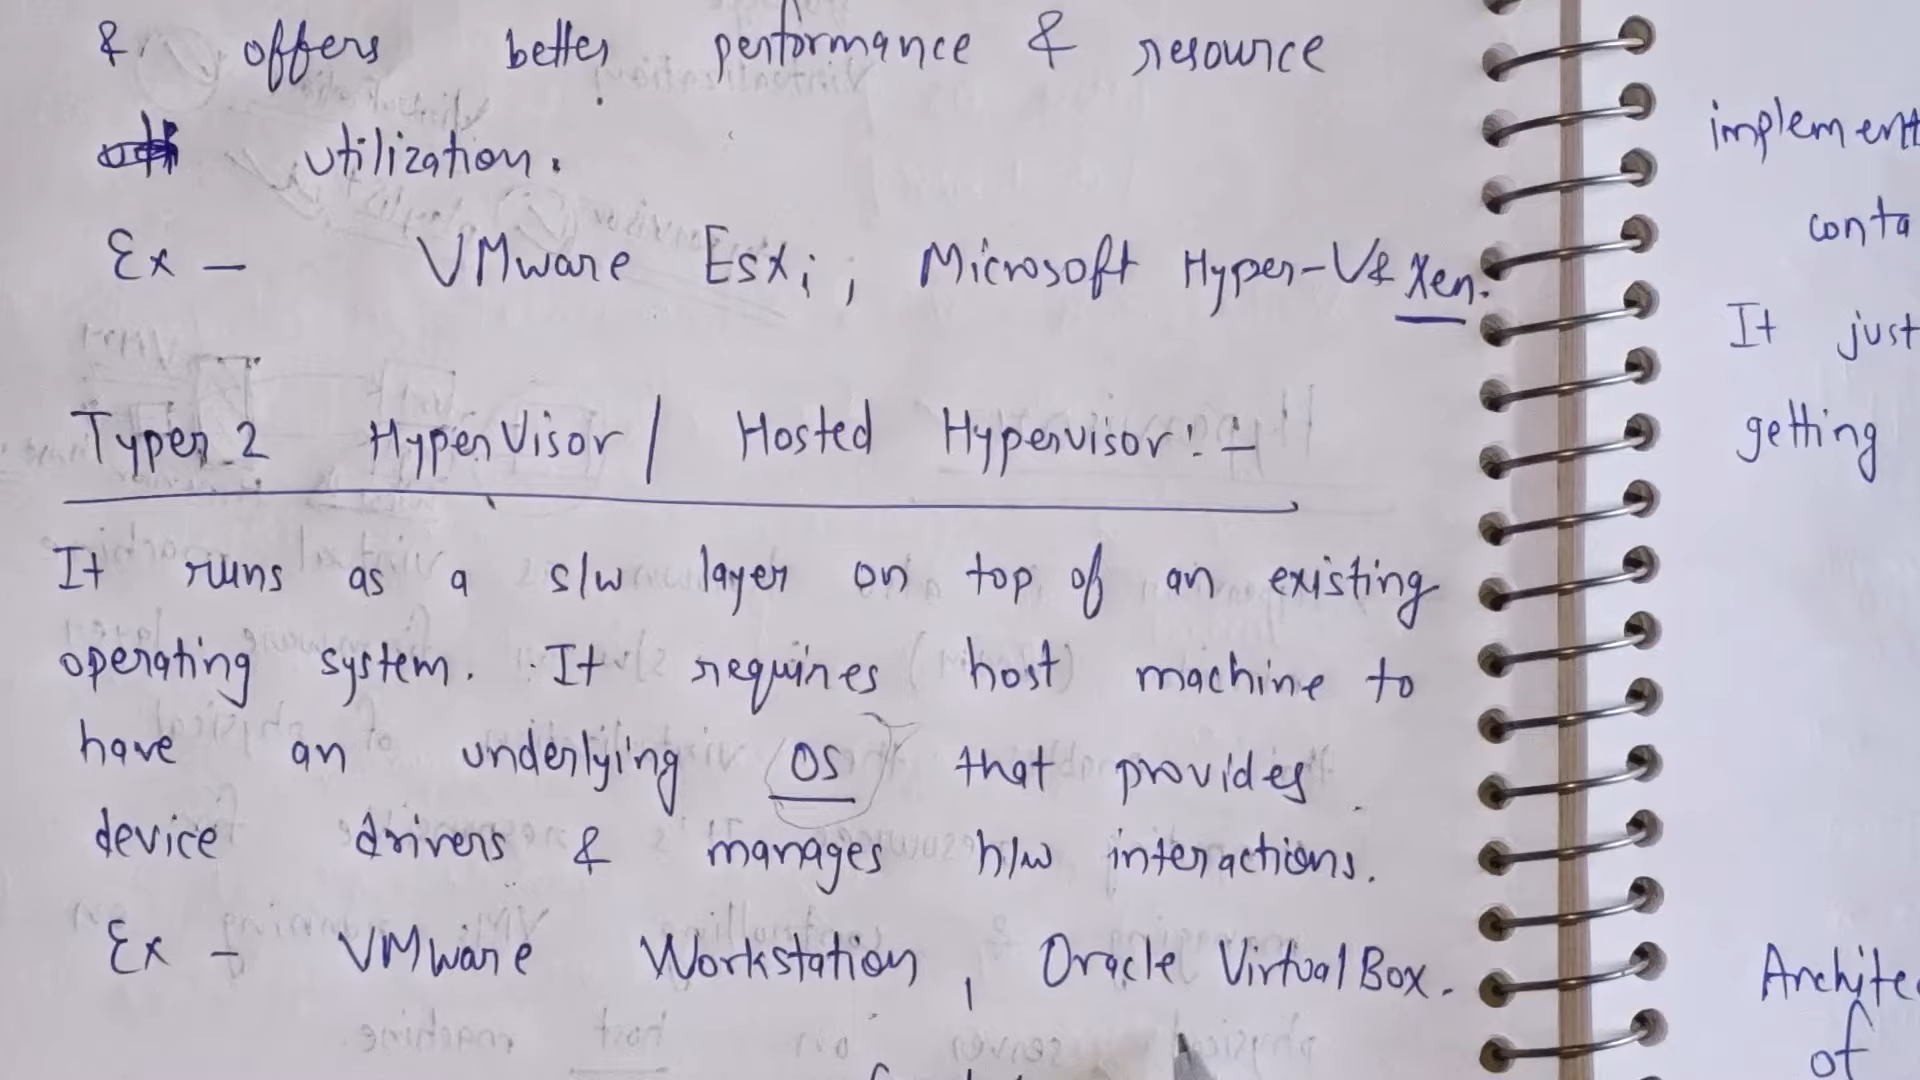 & offers better performance & resource
utilization.
Ex - VMware Esxi, Microsoft Hyper-V & Xen.
Type 2 HyperVisor / Hosted Hypervisor:-
It runs as a s/w layer on top of an existing
operating system. It requires host machine to
have an underlying OS that provides
device drivers & manages h/w interactions.
Ex - VMware Workstation, Oracle VirtualBox.
implement
conta
It just
getting
Archite
of